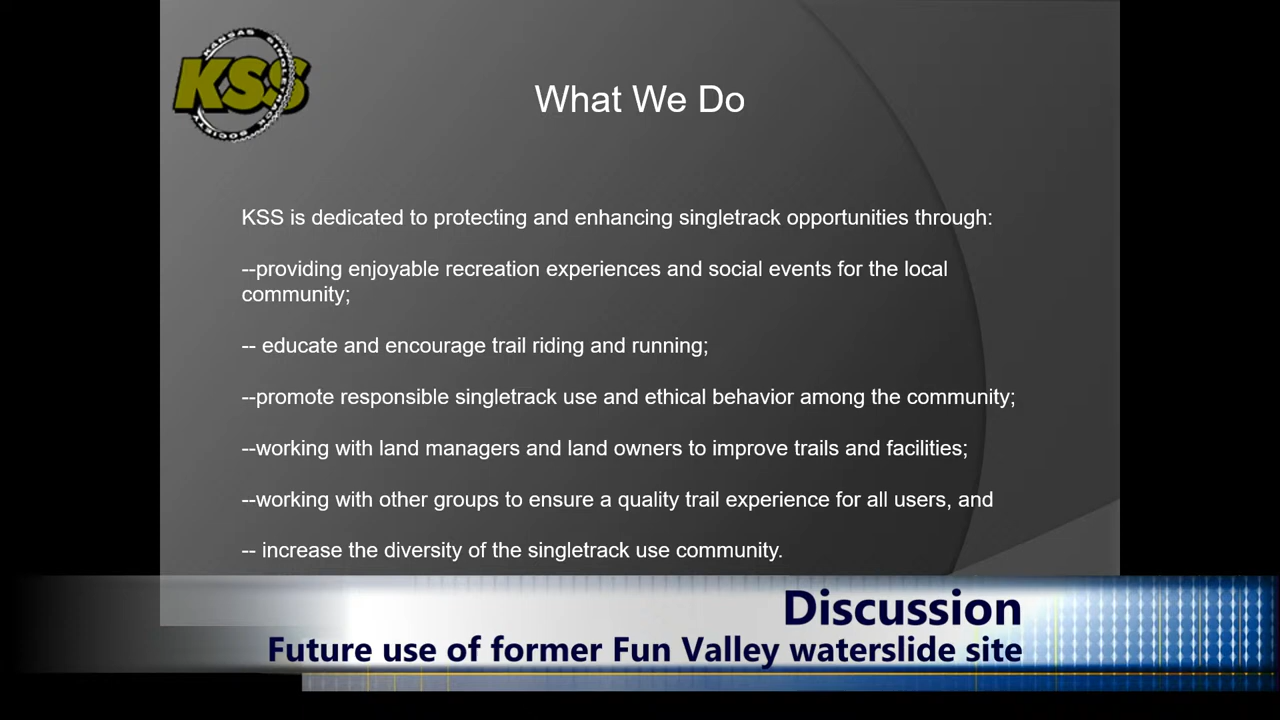 KANSAS SINGLETRACK SOCIETY
KSS
What We Do
KSS is dedicated to protecting and enhancing singletrack opportunities through:
--providing enjoyable recreation experiences and social events for the local
community;
-- educate and encourage trail riding and running;
--promote responsible singletrack use and ethical behavior among the community;
--working with land managers and land owners to improve trails and facilities;
--working with other groups to ensure a quality trail experience for all users, and
-- increase the diversity of the singletrack use community.
Discussion
Future use of former Fun Valley waterslide site